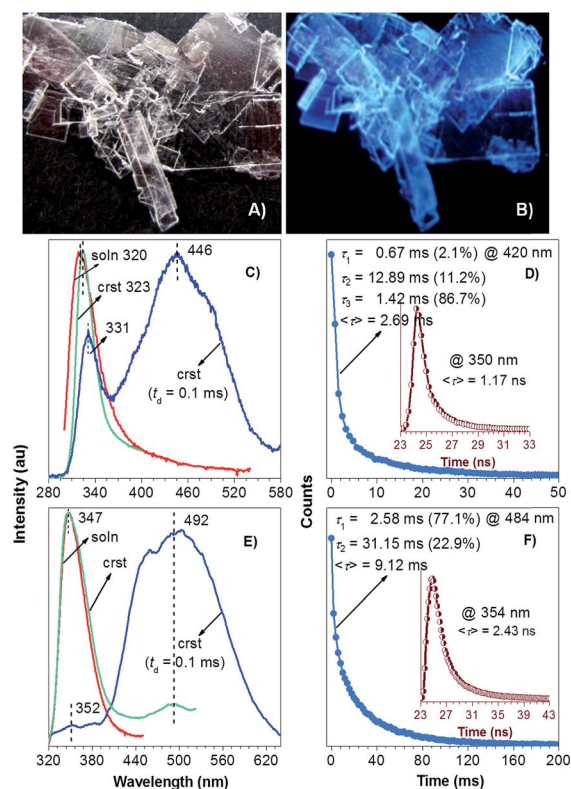 A)
B)
Intensity (au)
soln 320
crst 323
331
446
C)
crst
(td = 0.1 ms)
280 340 400 460 520 580
Counts
τ1 = 0.67 ms (2.1%) @ 420 nm
τ2 = 12.89 ms (11.2%)
D)
τ3 = 1.42 ms (86.7%)
<τ> = 2.69 ms
@ 350 nm
<τ> = 1.17 ns
23 25 27 29 31 33
Time (ns)
0 10 20 30 40 50
347
soln
crst
492
E)
crst
(td = 0.1 ms)
352
320 380 440 500 560 620
Wavelength (nm)
τ1 = 2.58 ms (77.1%) @ 484 nm
τ2 = 31.15 ms (22.9%)
F)
<τ> = 9.12 ms
@ 354 nm
<τ> = 2.43 ns
23 27 31 35 39 43
Time (ns)
0 40 80 120 160 200
Time (ms)